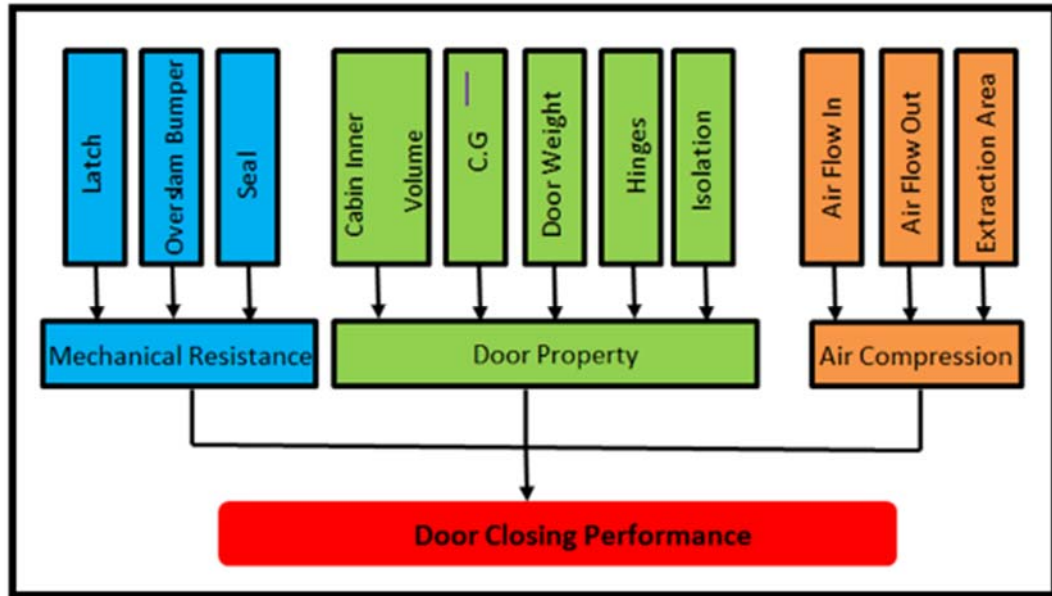 Latch
Overslam Bumper
Seal
Cabin Inner
Volume
C.G
Door Weight
Hinges
Isolation
Air Flow In
Air Flow Out
Extraction Area
Mechanical Resistance
Door Property
Air Compression
Door Closing Performance